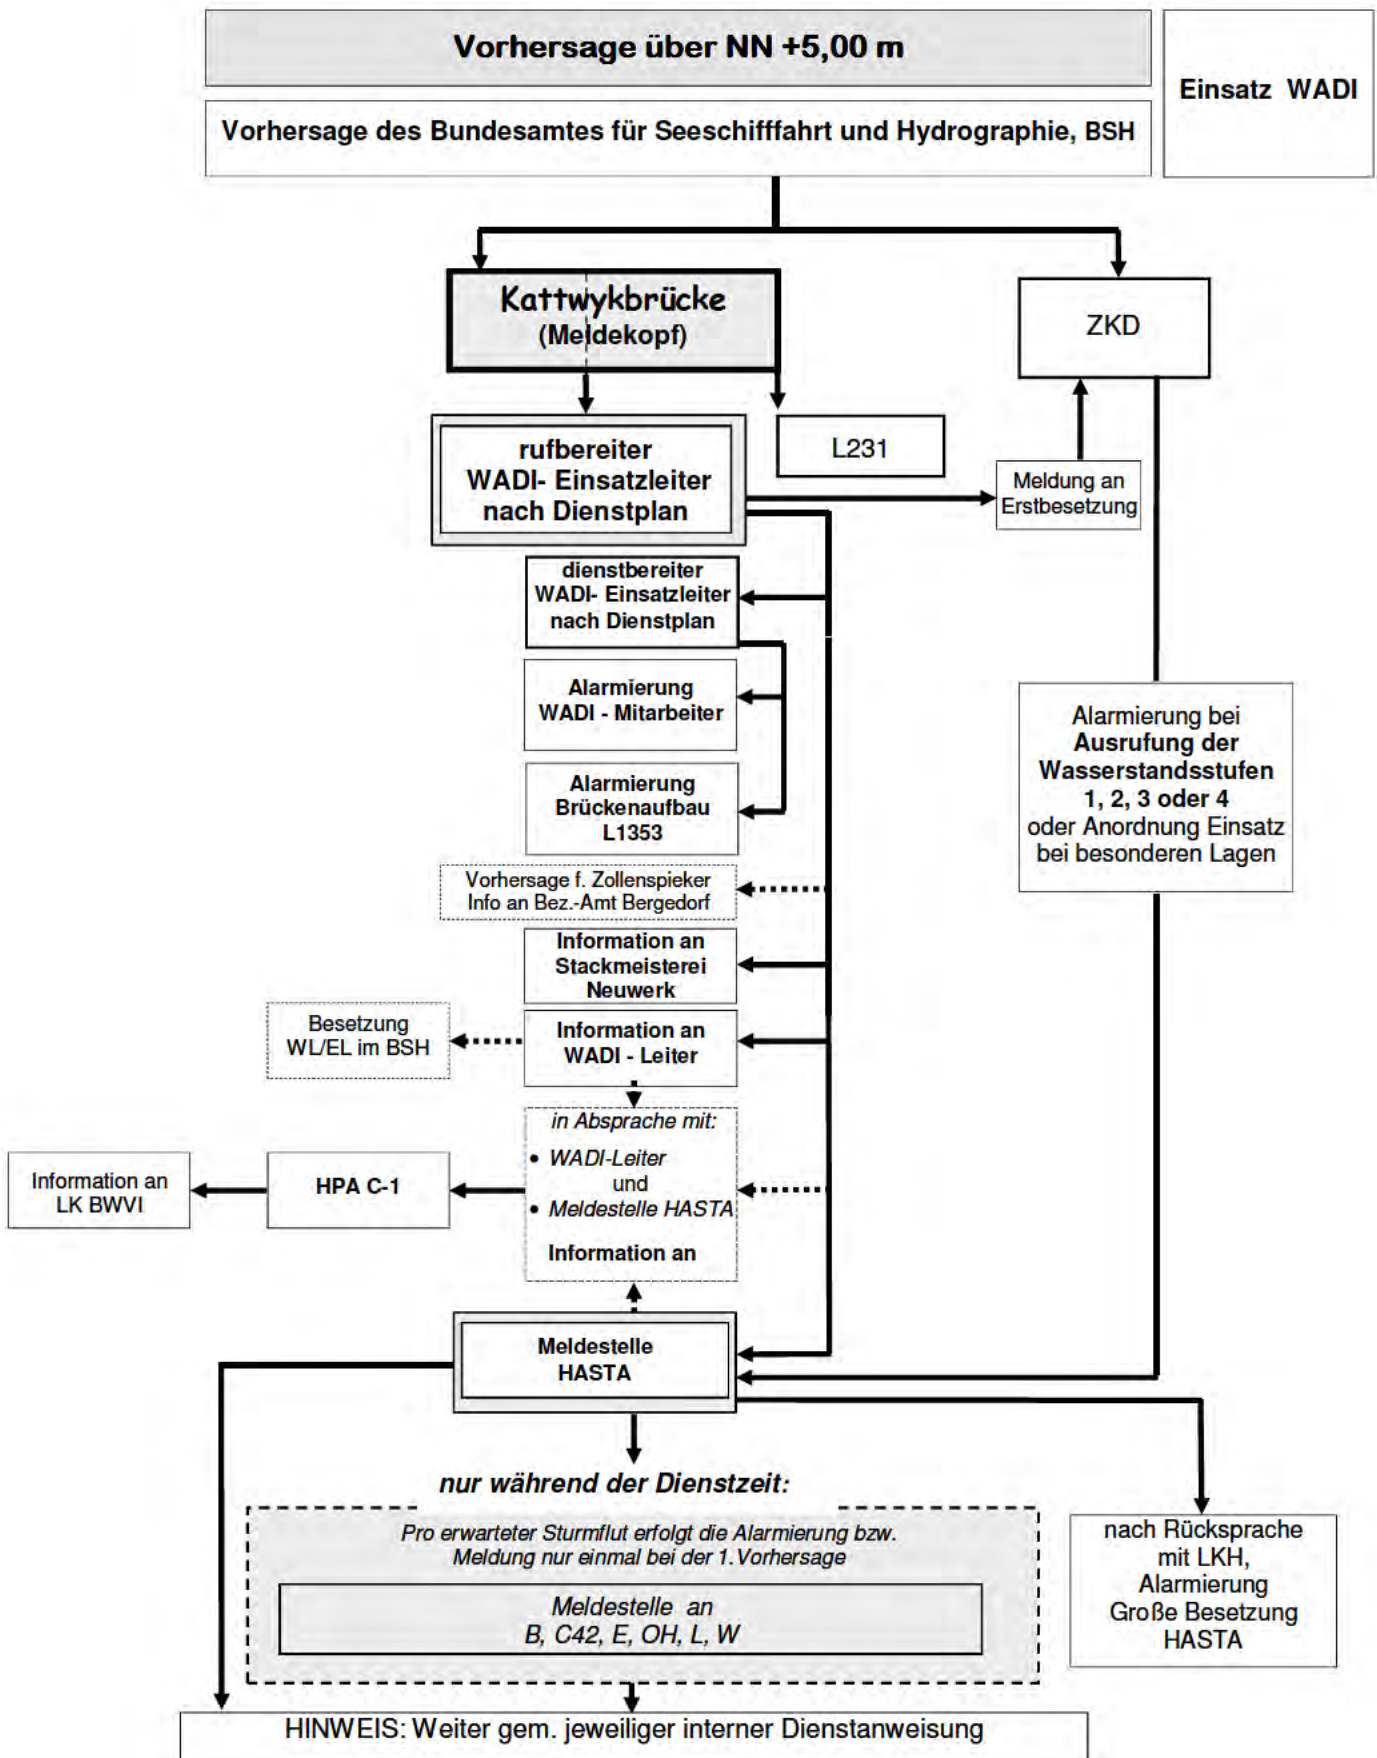 Vorhersage über NN +5,00 m
Einsatz WADI
Vorhersage des Bundesamtes für Seeschifffahrt und Hydrographie, BSH
Kattwykbrücke
(Meldekopf)
ZKD
L231
rufbereiter
WADI- Einsatzleiter
nach Dienstplan
Meldung an
Erstbesetzung
dienstbereiter
WADI- Einsatzleiter
nach Dienstplan
Alarmierung
WADI - Mitarbeiter
Alarmierung
Brückenaufbau
L1353
Alarmierung bei
Ausrufung der
Wasserstandsstufen
1, 2, 3 oder 4
oder Anordnung Einsatz
bei besonderen Lagen
Vorhersage f. Zollenspieker
Info an Bez.-Amt Bergedorf
Information an
Stackmeisterei
Neuwerk
Besetzung
WL/EL im BSH
Information an
WADI - Leiter
in Absprache mit:
• WADI-Leiter
und
• Meldestelle HASTA
Information an
HPA C-1
Information an
LK BWVI
Meldestelle
HASTA
nur während der Dienstzeit:
Pro erwarteter Sturmflut erfolgt die Alarmierung bzw.
Meldung nur einmal bei der 1.Vorhersage
Meldestelle an
B, C42, E, OH, L, W
nach Rücksprache
mit LKH,
Alarmierung
Große Besetzung
HASTA
HINWEIS: Weiter gem. jeweiliger interner Dienstanweisung